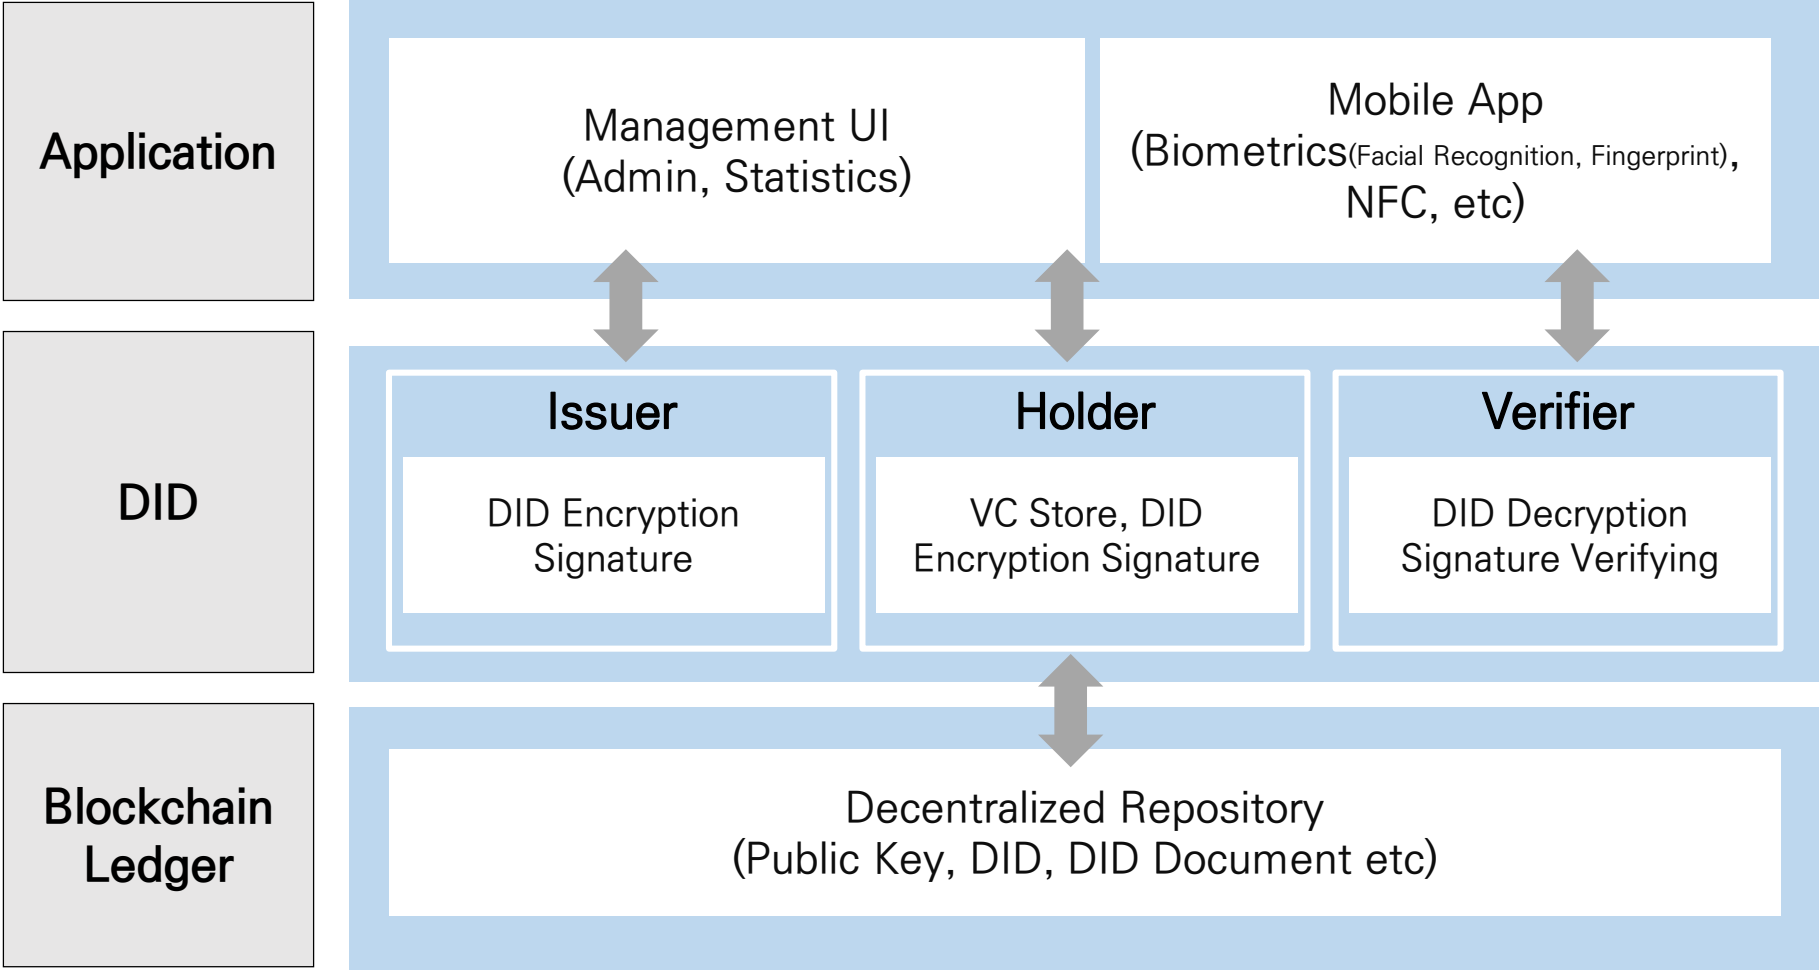 Application
Management UI
(Admin, Statistics)
Mobile App
(Biometrics(Facial Recognition, Fingerprint),
NFC, etc)
DID
Issuer
DID Encryption
Signature
Holder
VC Store, DID
Encryption Signature
Verifier
DID Decryption
Signature Verifying
Blockchain
Ledger
Decentralized Repository
(Public Key, DID, DID Document etc)